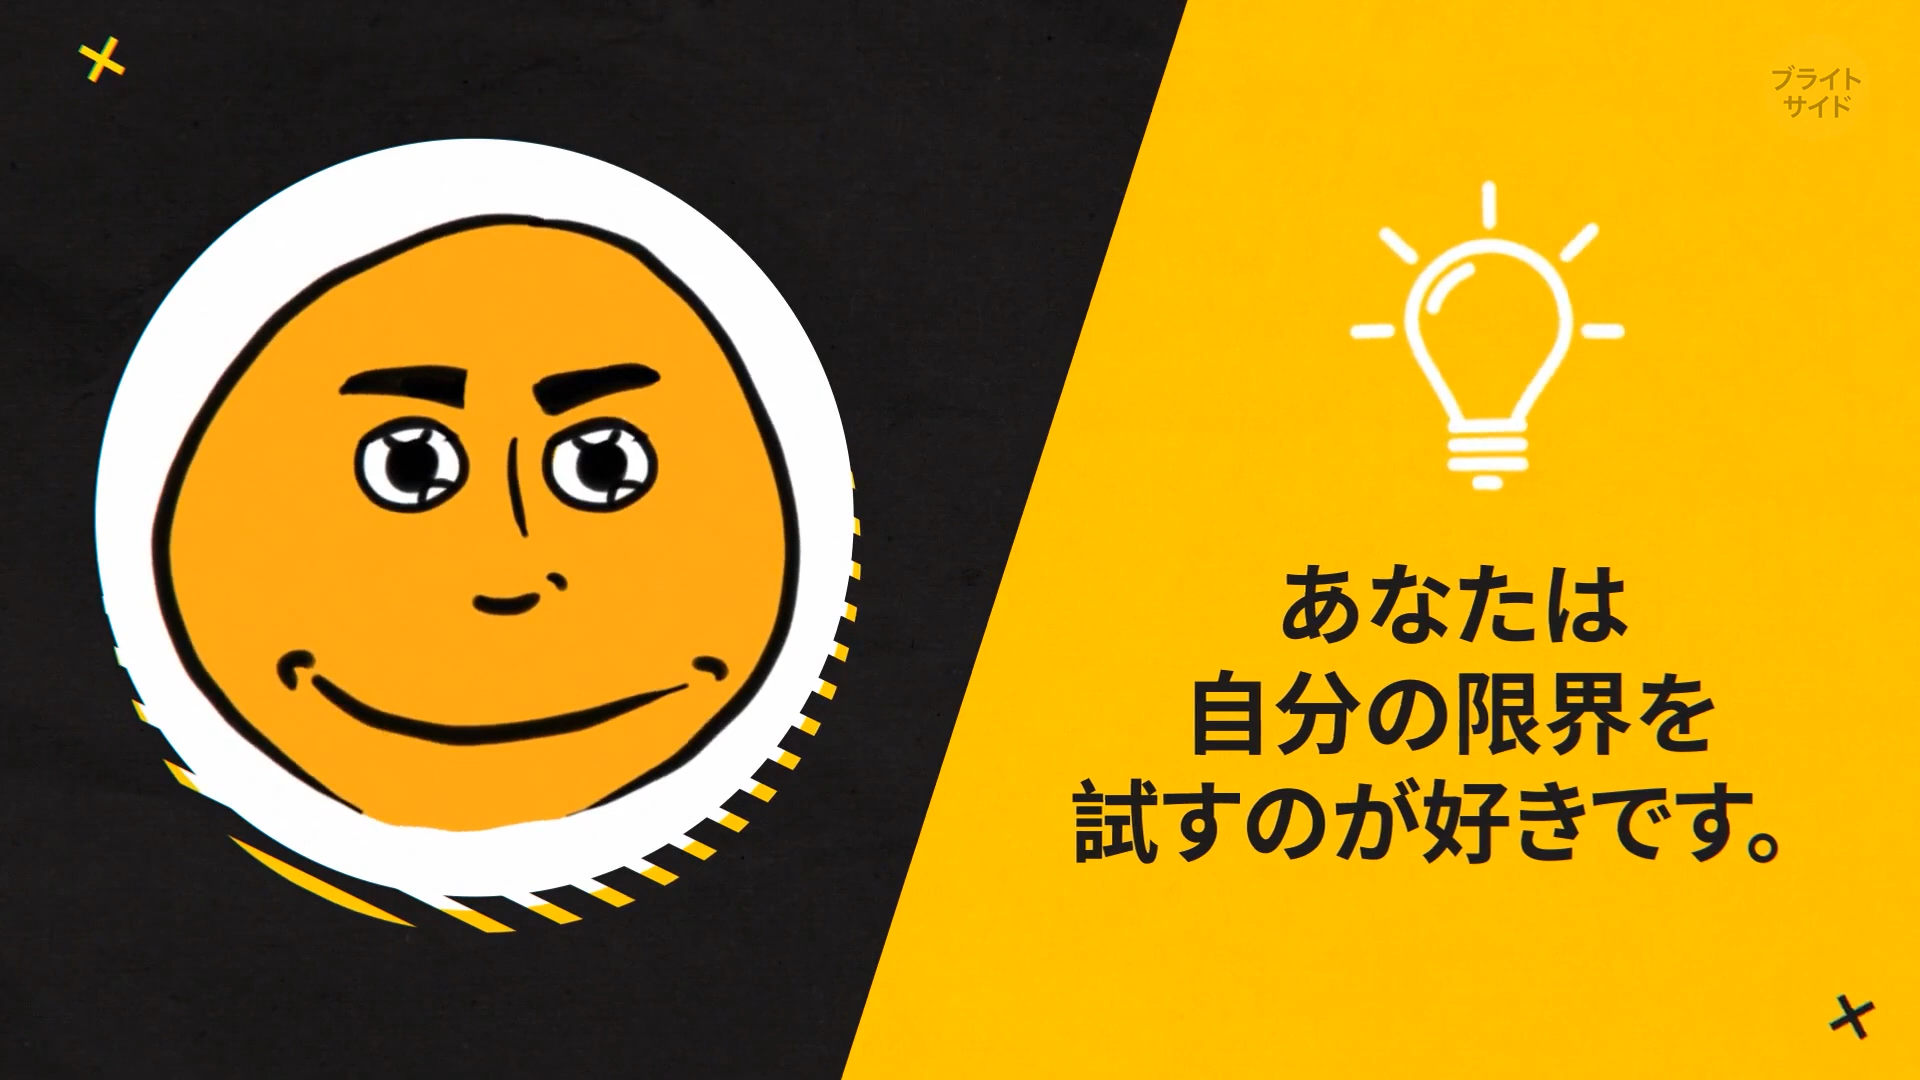 ブライト
サイド
あなたは
自分の限界を
試すのが好きです。